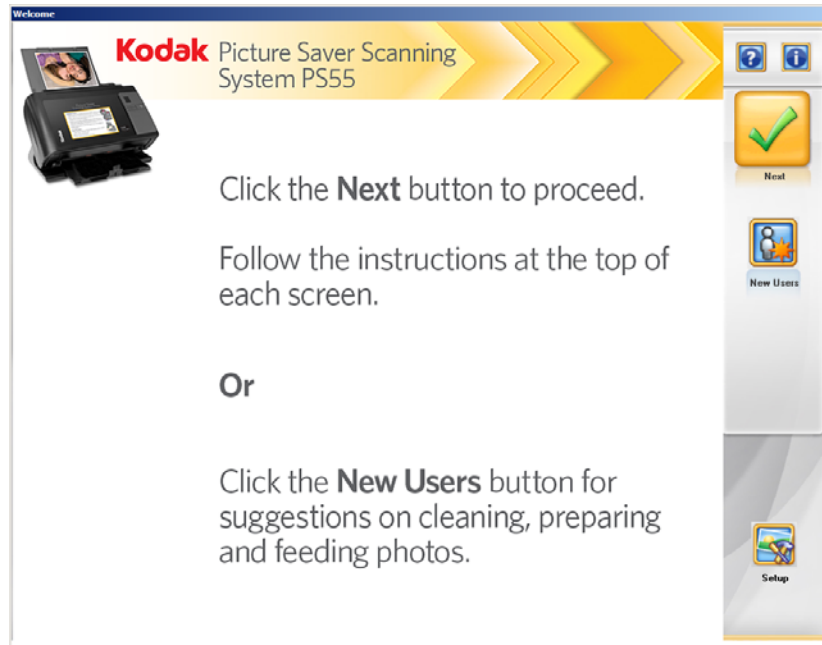 Welcome
Kodak Picture Saver Scanning
System PS55
Click the Next button to proceed.
Follow the instructions at the top of
each screen.
Or
Click the New Users button for
suggestions on cleaning, preparing
and feeding photos.
?
i
Next
New Users
Setup